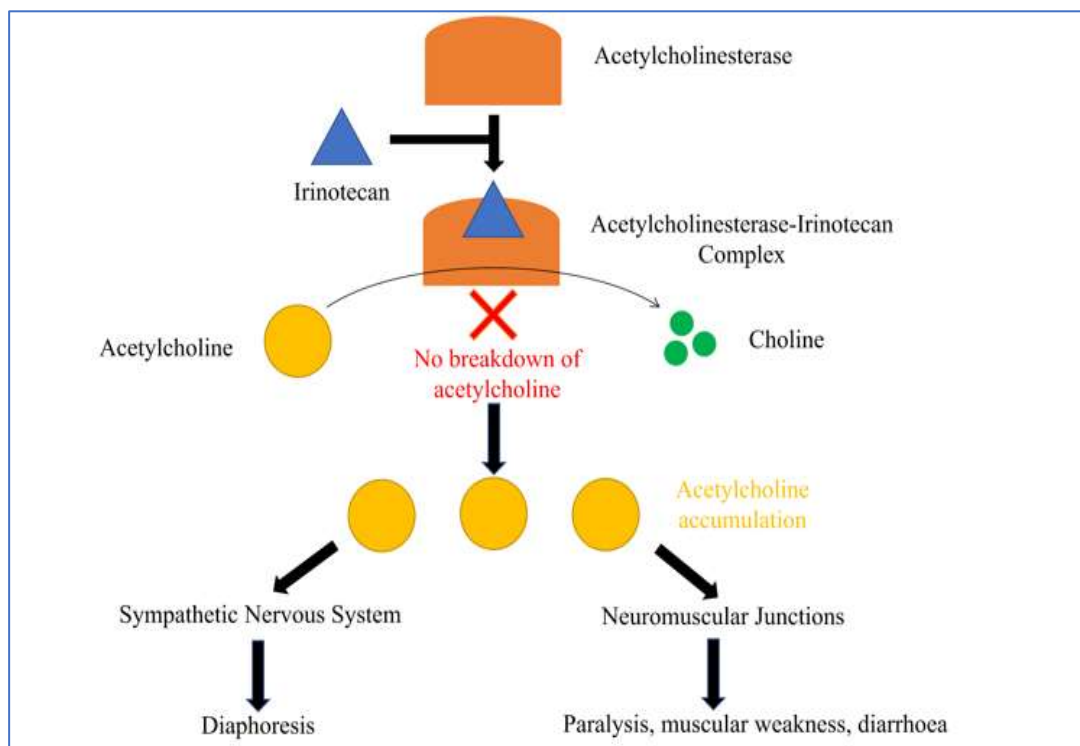 Acetylcholinesterase
Irinotecan
Acetylcholinesterase-Irinotecan
Complex
Acetylcholine
No breakdown of
acetylcholine
Choline
Acetylcholine
accumulation
Sympathetic Nervous System
Neuromuscular Junctions
Diaphoresis
Paralysis, muscular weakness, diarrhoea